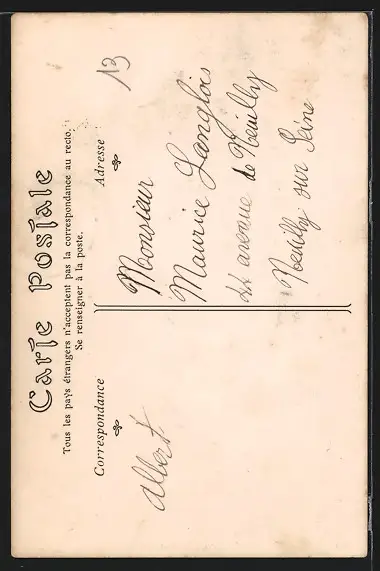 Carte Postale
Tous les pays étrangers n'acceptent pas la correspondance au recto.
Se renseigner à la poste.
Correspondance
Adresse
13
Albert
Monsieur
Maurice Langlois
avenue de Neuilly
Neuilly sur Seine